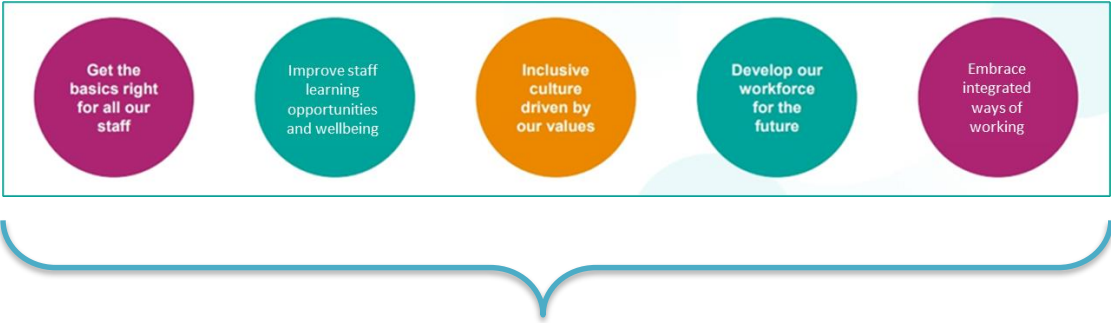 Get the
basics right
for all our
staff
Improve staff
learning
opportunities
and wellbeing
Inclusive
culture
driven by
our values
Develop our
workforce
for the
future
Embrace
integrated
ways of
working